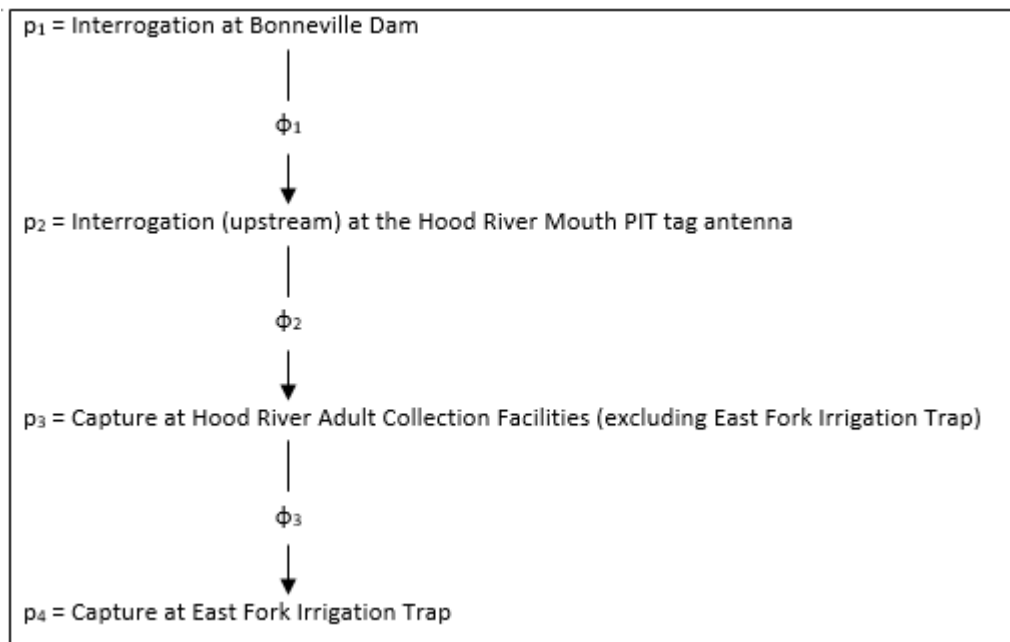 p₁ = Interrogation at Bonneville Dam
ϕ₁
p₂ = Interrogation (upstream) at the Hood River Mouth PIT tag antenna
ϕ₂
p₃ = Capture at Hood River Adult Collection Facilities (excluding East Fork Irrigation Trap)
ϕ₃
p₄ = Capture at East Fork Irrigation Trap